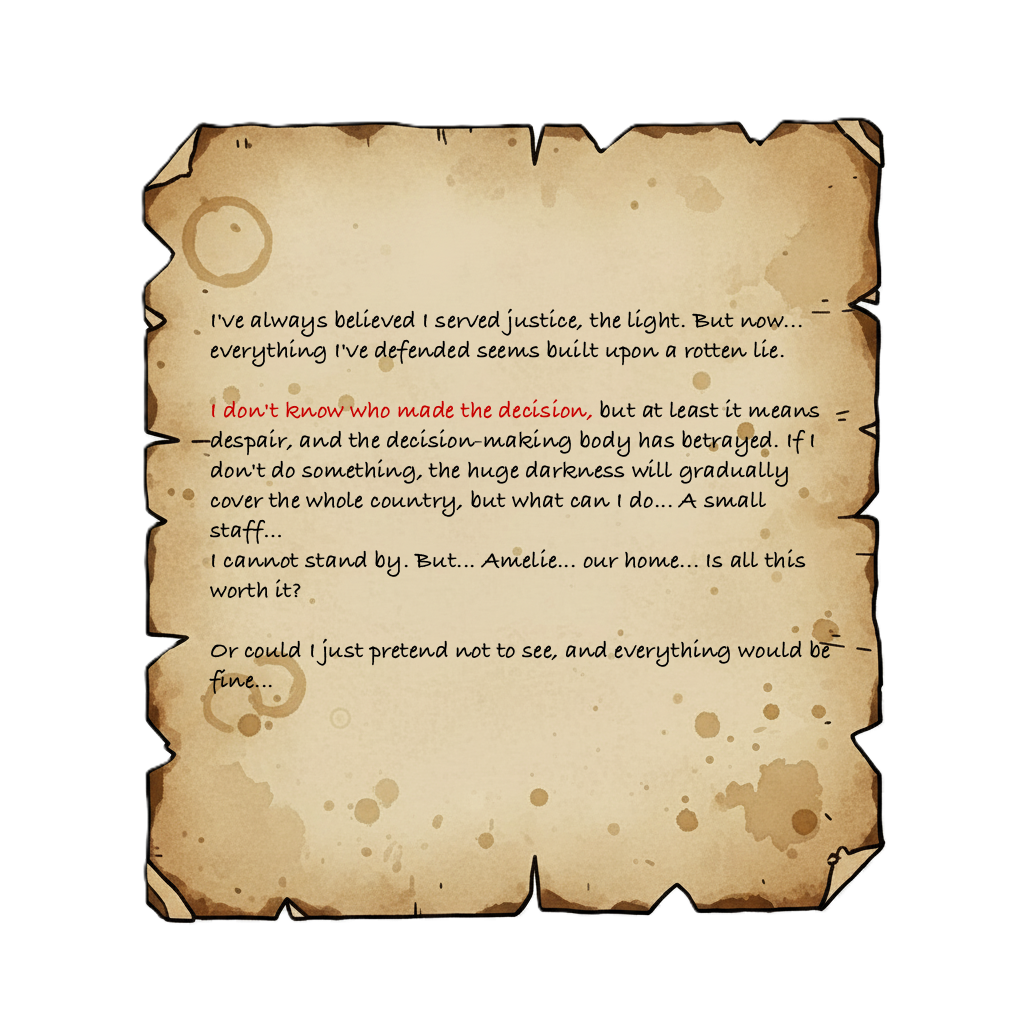 I've always believed I served justice, the light. But now...
everything I've defended seems built upon a rotten lie.
I don't know who made the decision, but at least it means
despair, and the decision-making body has betrayed. If I
don't do something, the huge darkness will gradually
cover the whole country, but what can I do... A small
staff...
I cannot stand by. But... Amelie... our home... Is all this
worth it?
Or could I just pretend not to see, and everything would be
fine...